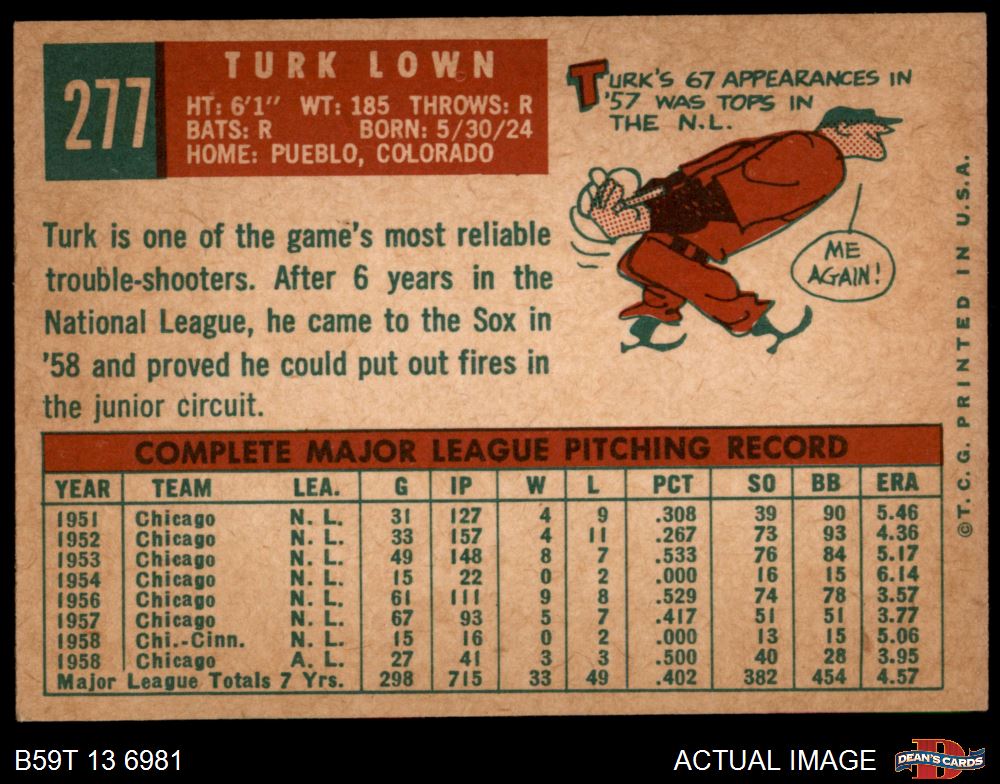 277
TURK LOWN
HT: 6'1" WT: 185 THROWS: R
BATS: R BORN: 5/30/24
HOME: PUEBLO, COLORADO
TURK'S 67 APPEARANCES IN
'57 WAS TOPS IN
THE N.L.
ME
AGAIN!
Turk is one of the game's most reliable
trouble-shooters. After 6 years in the
National League, he came to the Sox in
'58 and proved he could put out fires in
the junior circuit.
COMPLETE MAJOR LEAGUE PITCHING RECORD
YEAR TEAM LEA. G IP W L PCT SO BB ERA
1951 Chicago N. L. 31 127 4 9 .308 39 90 5.46
1952 Chicago N. L. 33 157 4 11 .267 73 93 4.36
1953 Chicago N. L. 49 148 8 7 .533 76 84 5.17
1954 Chicago N. L. 15 22 0 2 .000 16 15 6.14
1956 Chicago N. L. 61 111 9 8 .529 74 78 3.57
1957 Chicago N. L. 67 93 5 7 .417 51 51 3.77
1958 Chi.-Cinn. N. L. 15 16 0 2 .000 13 15 5.06
1958 Chicago A. L. 27 41 3 3 .500 40 28 3.95
Major League Totals 7 Yrs. 298 715 33 49 .402 382 454 4.57
©T.C.G. PRINTED IN U.S.A.
B59T 13 6981
ACTUAL IMAGE
DEAN'S CARDS